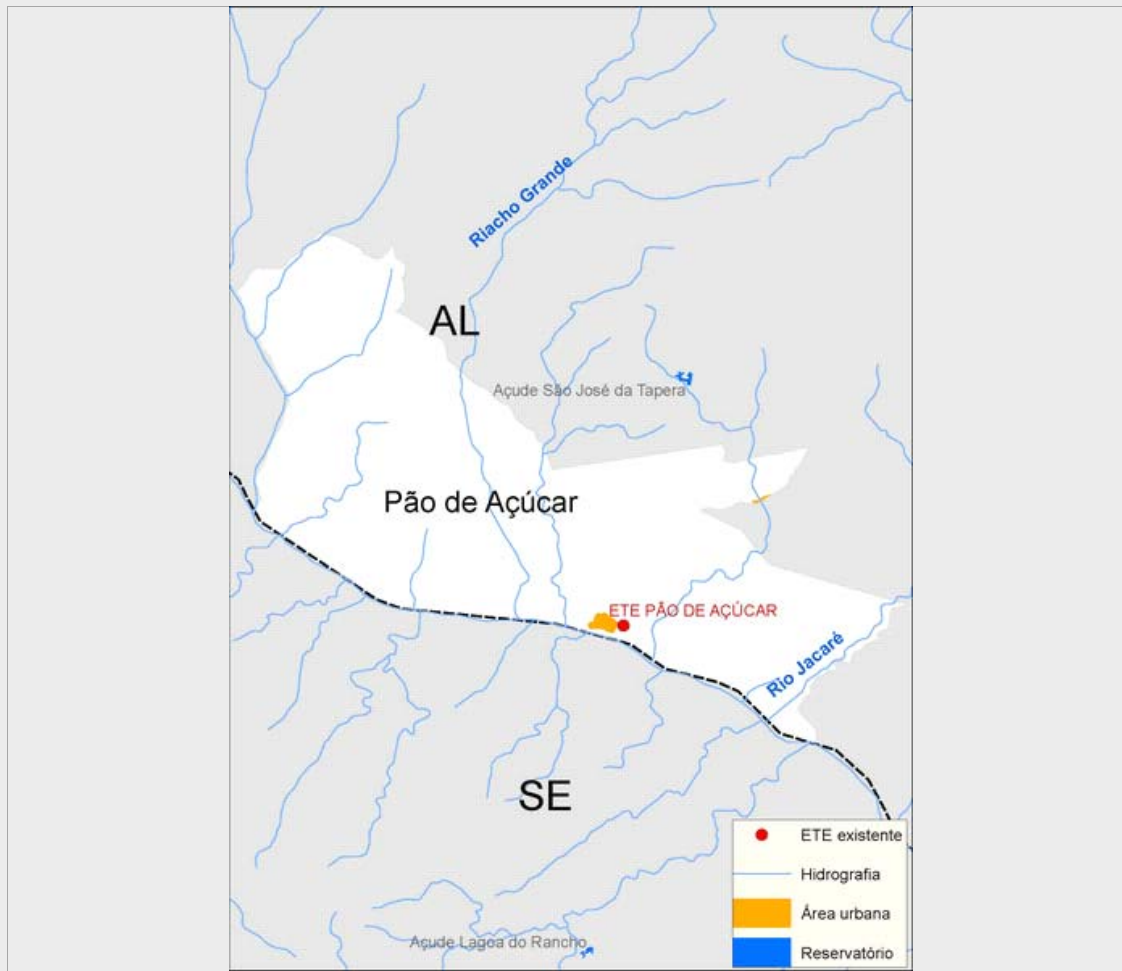 Riacho Grande
AL
Açude São José da Tapera
Pão de Açúcar
ETE PÃO DE AÇÚCAR
Rio Jacaré
SE
ETE existente
Hidrografia
Área urbana
Reservatório
Açude Lagoa do Rancho